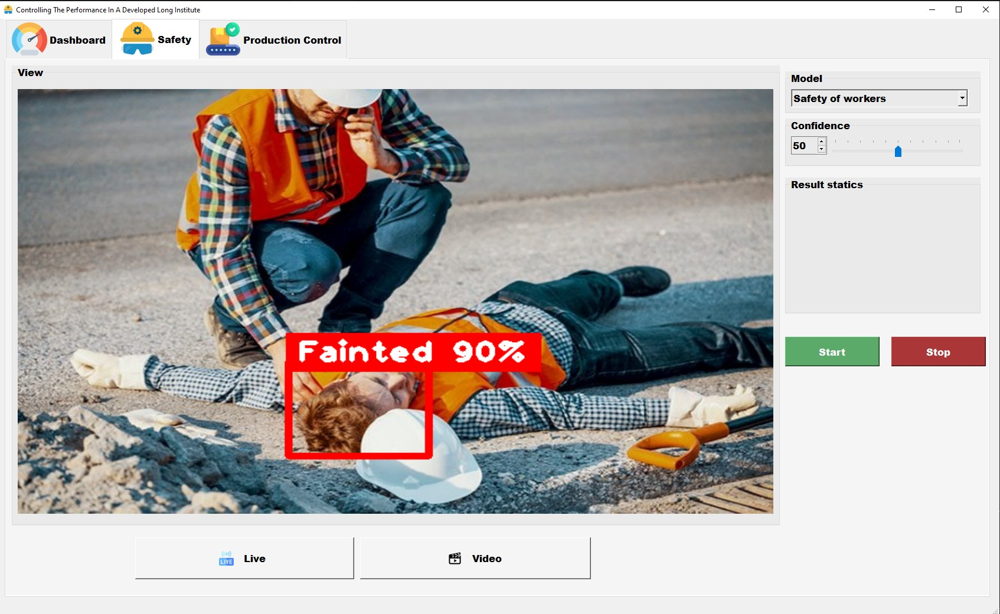 Controlling The Performance In A Developed Long Institute
Dashboard
Safety
Production Control
View
Fainted 90%
Model
Safety of workers
Confidence
50
Result statics
Start
Stop
LIVE
Live
Video